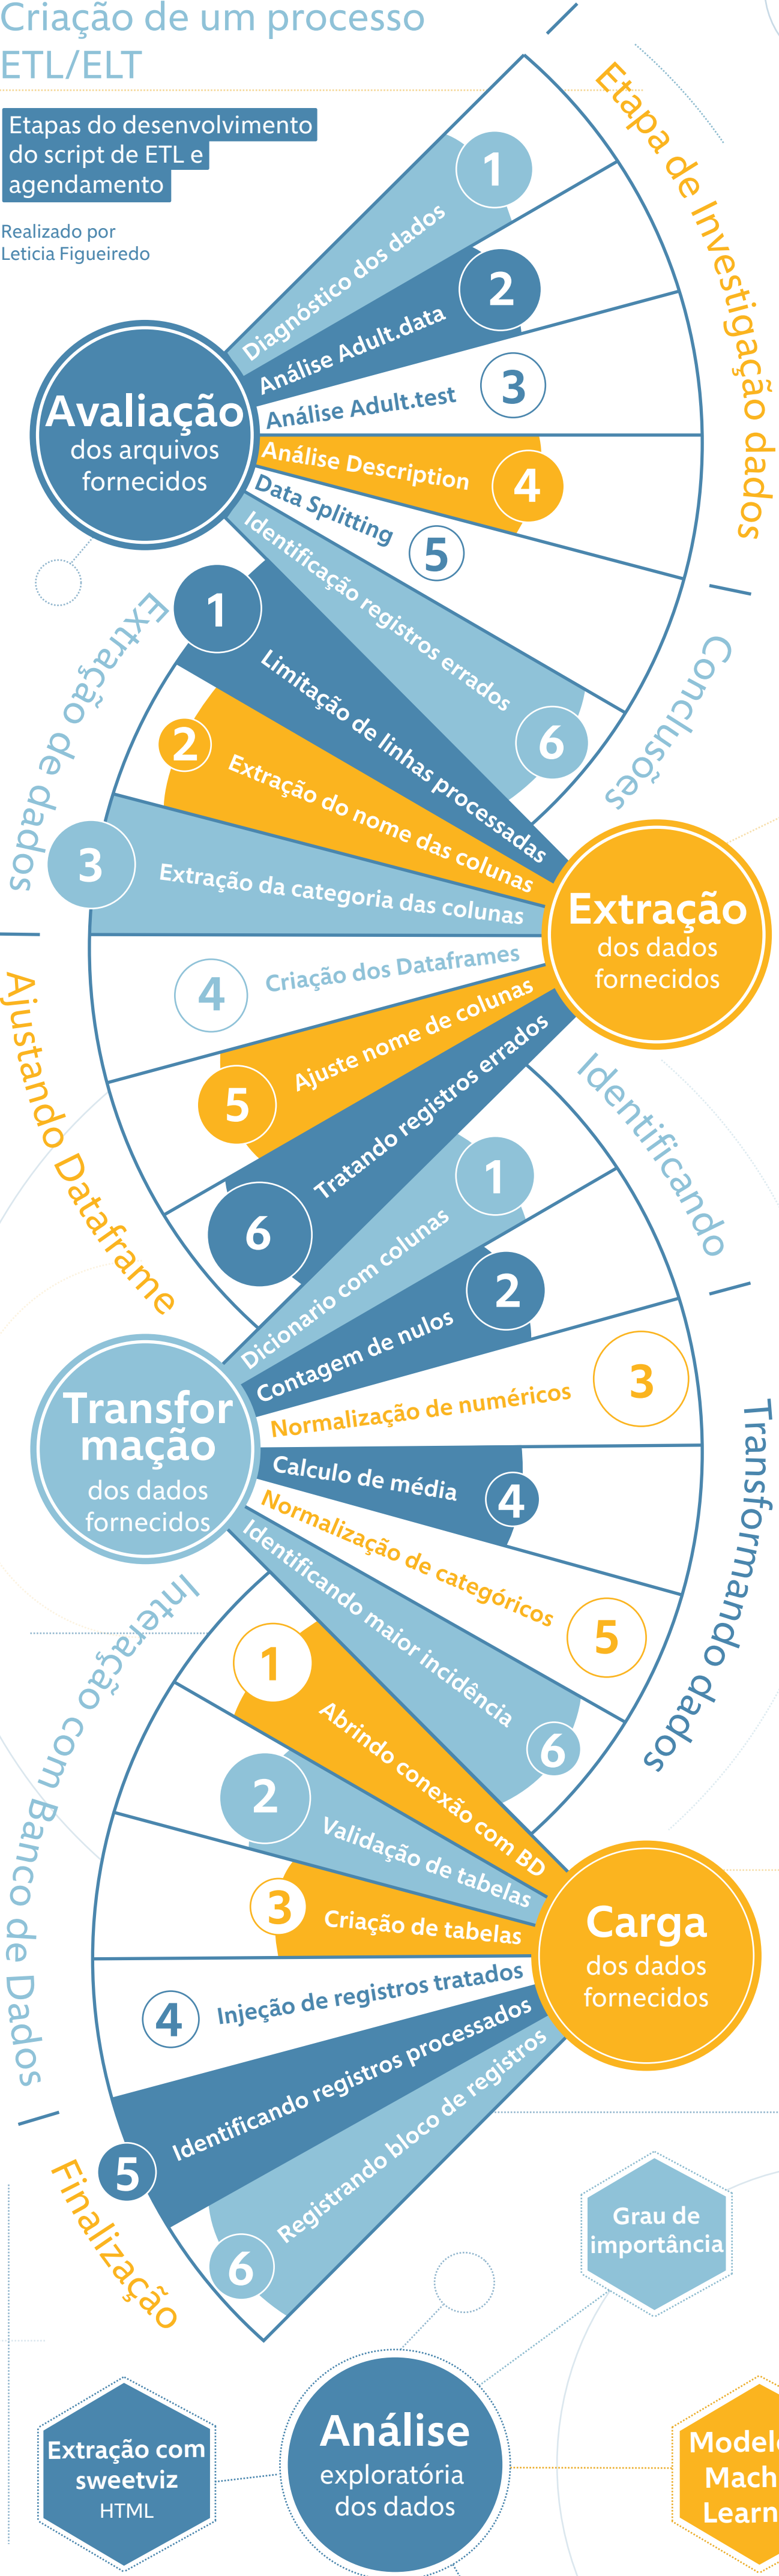 Criação de um processo
ETL/ELT
Etapas do desenvolvimento
do script de ETL e
agendamento
Realizado por
Leticia Figueiredo
Etapa de Investigação dados
Conclusões
Avaliação
dos arquivos
fornecidos
1
Diagnóstico dos dados
2
Análise Adult.data
3
Análise Adult.test
4
Análise Description
5
Data Splitting
6
Identificação registros errados
Extração de dados
Ajustando Dataframe
Extração
dos dados
fornecidos
1
Limitação de linhas processadas
2
Extração do nome das colunas
3
Extração da categoria das colunas
4
Criação dos Dataframes
5
Ajuste nome de colunas
6
Tratando registros errados
Identificando
Transformando dados
Transfor
mação
dos dados
fornecidos
1
Dicionario com colunas
2
Contagem de nulos
3
Normalização de numéricos
4
Calculo de média
5
Normalização de categóricos
6
Identificando maior incidência
Interação com Banco de Dados
Finalização
Carga
dos dados
fornecidos
1
Abrindo conexão com BD
2
Validação de tabelas
3
Criação de tabelas
4
Injeção de registros tratados
5
Identificando registros processados
6
Registrando bloco de registros
Grau de
importância
Análise
exploratória
dos dados
Extração com
sweetviz
HTML